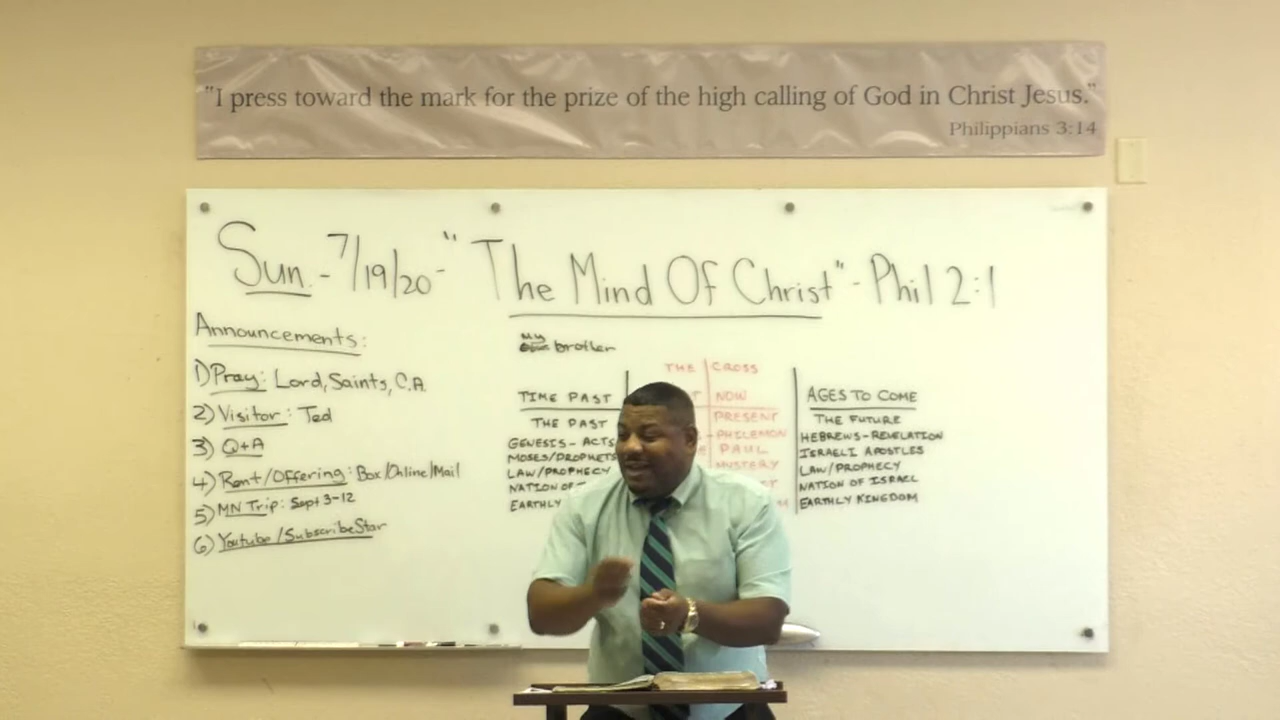 "I press toward the mark for the prize of the high calling of God in Christ Jesus."
Philippians 3:14
Sun. - 7/19/20 - "The Mind Of Christ" - Phil 2:1
Announcements:
1) Pray: Lord, Saints, C.A.
2) Visitor: Ted
3) Q+A
4) Rent/Offering: Box/Online/Mail
5) MN Trip: Sept 3-12
6) Youtube/SubscribeStar
My
brother
THE CROSS
TIME PAST
THE PAST
GENESIS - ACTS
MOSES/PROPHETS
LAW/PROPHECY
NATION OF
EARTHLY
NOW
PRESENT
- PHILEMON
PAUL
MYSTERY
AGES TO COME
THE FUTURE
HEBREWS-REVELATION
ISRAELI APOSTLES
LAW/PROPHECY
NATION OF ISRAEL
EARTHLY KINGDOM